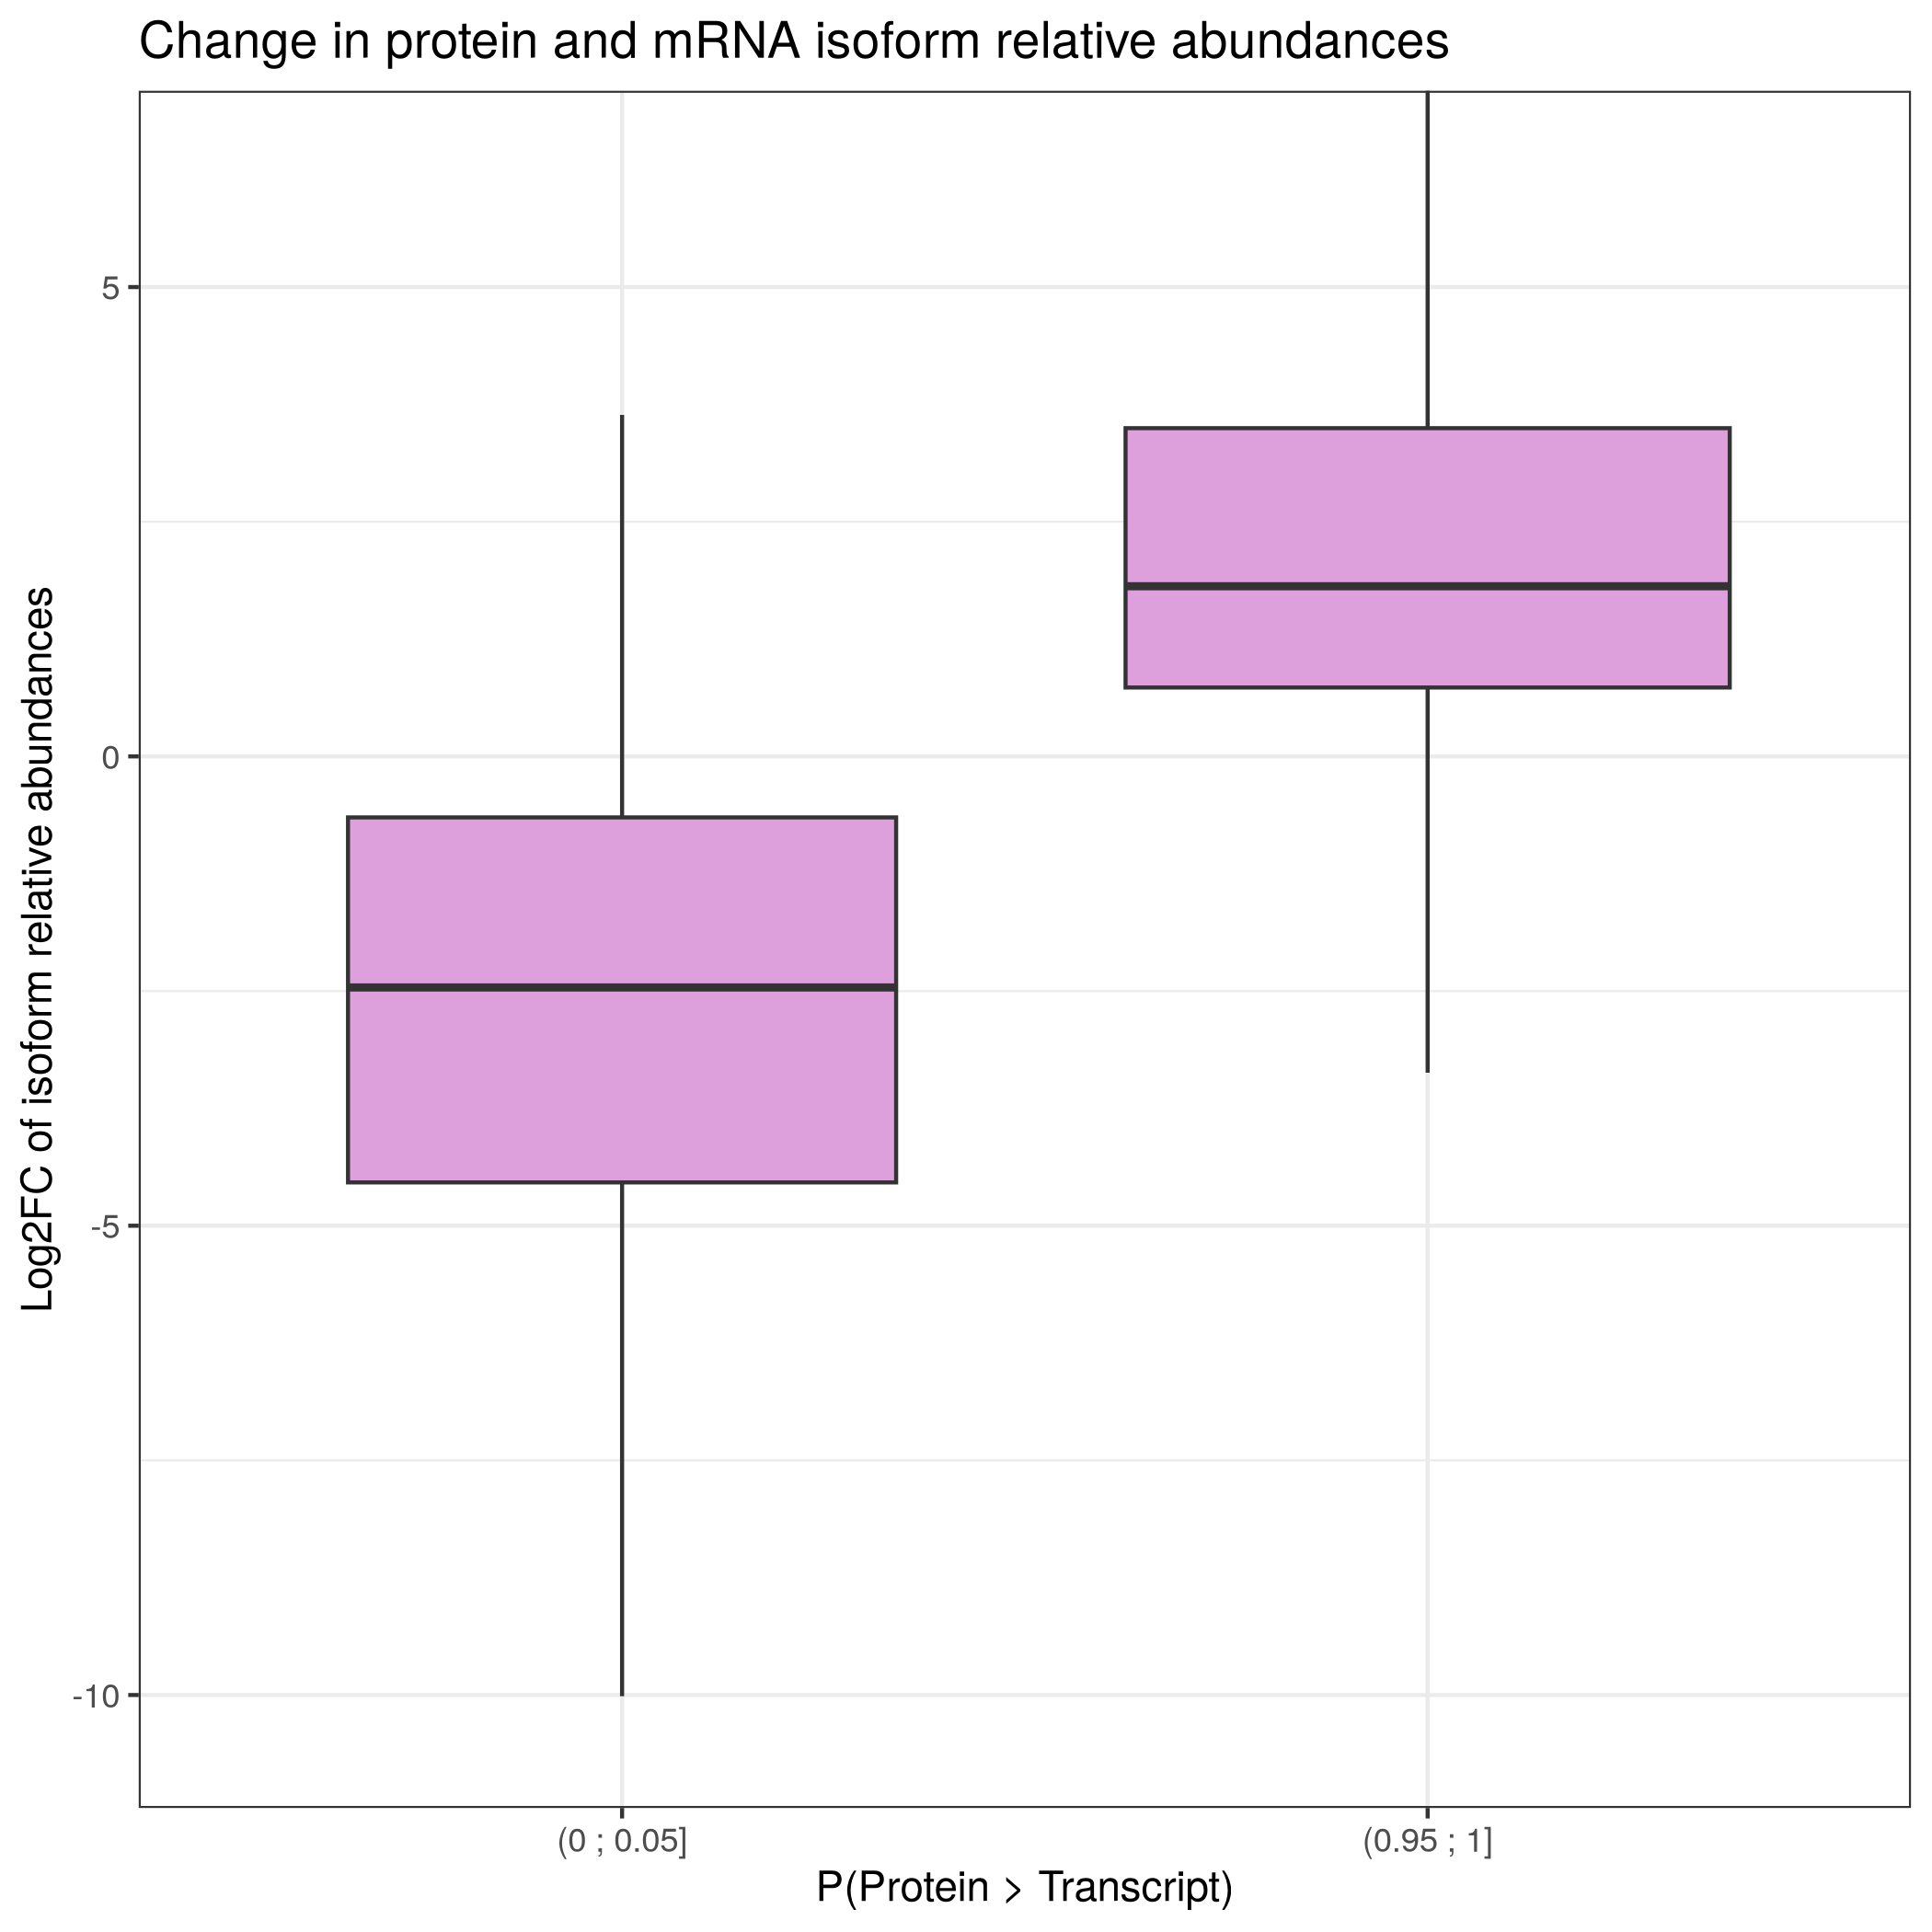 Change in protein and mRNA isoform relative abundances
Log2FC of isoform relative abundances
5
0
-5
-10
(0 ; 0.05]
(0.95 ; 1]
P(Protein > Transcript)